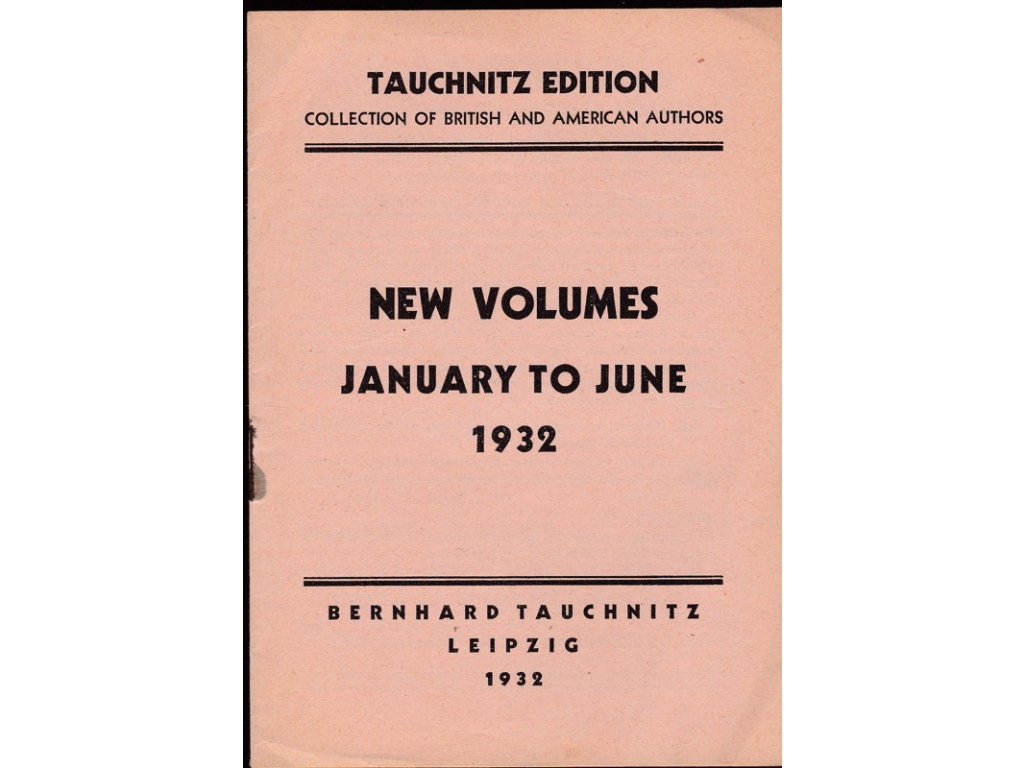 TAUCHNITZ EDITION
COLLECTION OF BRITISH AND AMERICAN AUTHORS
NEW VOLUMES
JANUARY TO JUNE
1932
BERNHARD TAUCHNITZ
LEIPZIG
1932